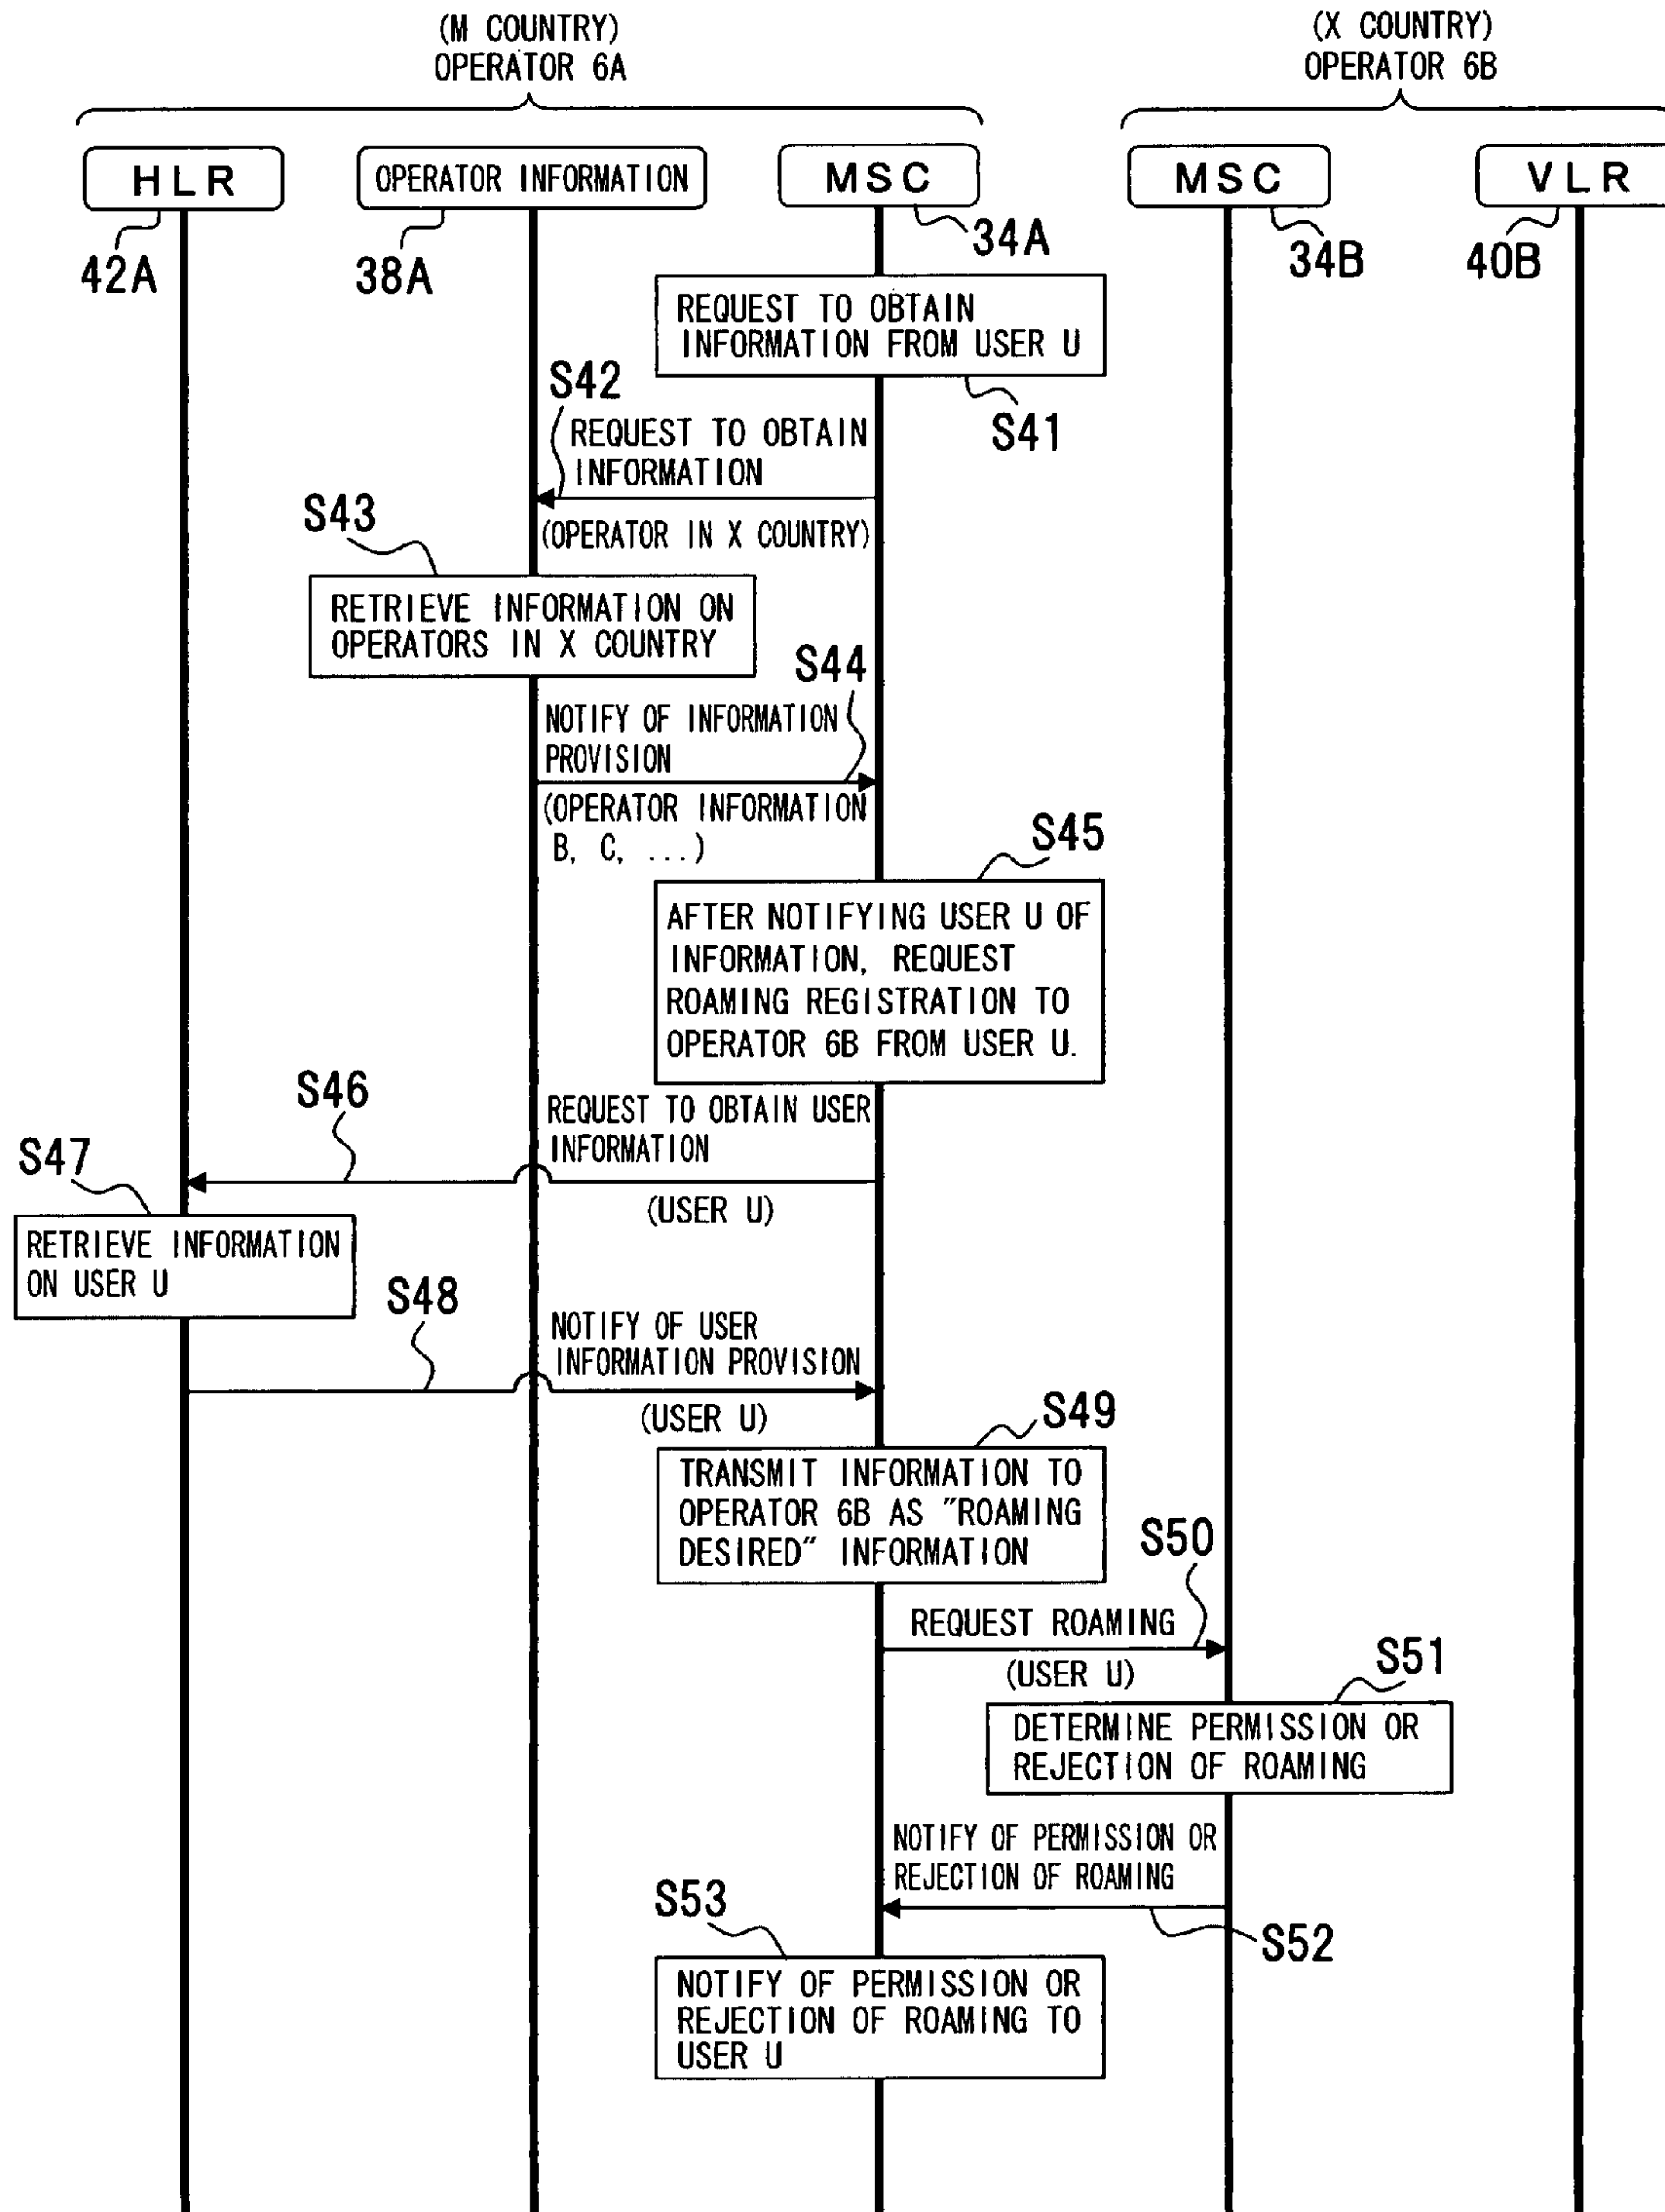 (M COUNTRY)
OPERATOR 6A
(X COUNTRY)
OPERATOR 6B
HLR
OPERATOR INFORMATION
MSC
MSC
VLR
42A
38A
34A
34B
40B
REQUEST TO OBTAIN
INFORMATION FROM USER U
S41
S42
REQUEST TO OBTAIN
INFORMATION
(OPERATOR IN X COUNTRY)
S43
RETRIEVE INFORMATION ON
OPERATORS IN X COUNTRY
S44
NOTIFY OF INFORMATION
PROVISION
(OPERATOR INFORMATION
B, C, ...)
S45
AFTER NOTIFYING USER U OF
INFORMATION, REQUEST
ROAMING REGISTRATION TO
OPERATOR 6B FROM USER U.
S46
REQUEST TO OBTAIN USER
INFORMATION
(USER U)
S47
RETRIEVE INFORMATION
ON USER U
S48
NOTIFY OF USER
INFORMATION PROVISION
(USER U)
S49
TRANSMIT INFORMATION TO
OPERATOR 6B AS "ROAMING
DESIRED" INFORMATION
S50
REQUEST ROAMING
(USER U)
S51
DETERMINE PERMISSION OR
REJECTION OF ROAMING
NOTIFY OF PERMISSION OR
REJECTION OF ROAMING
S52
S53
NOTIFY OF PERMISSION OR
REJECTION OF ROAMING TO
USER U